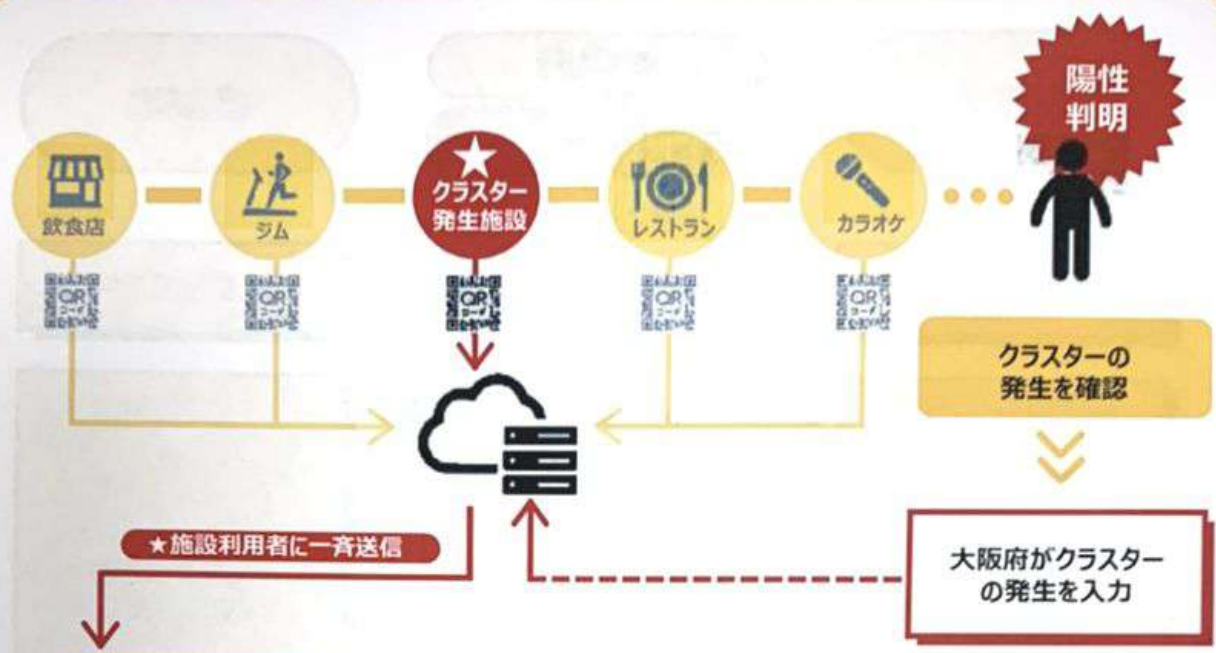 陽性
判明
飲食店
ジム
★
クラスター
発生施設
レストラン
カラオケ
QR
コード
QR
コード
QR
コード
QR
コード
QR
コード
クラスターの
発生を確認
★施設利用者に一斉送信
大阪府がクラスター
の発生を入力